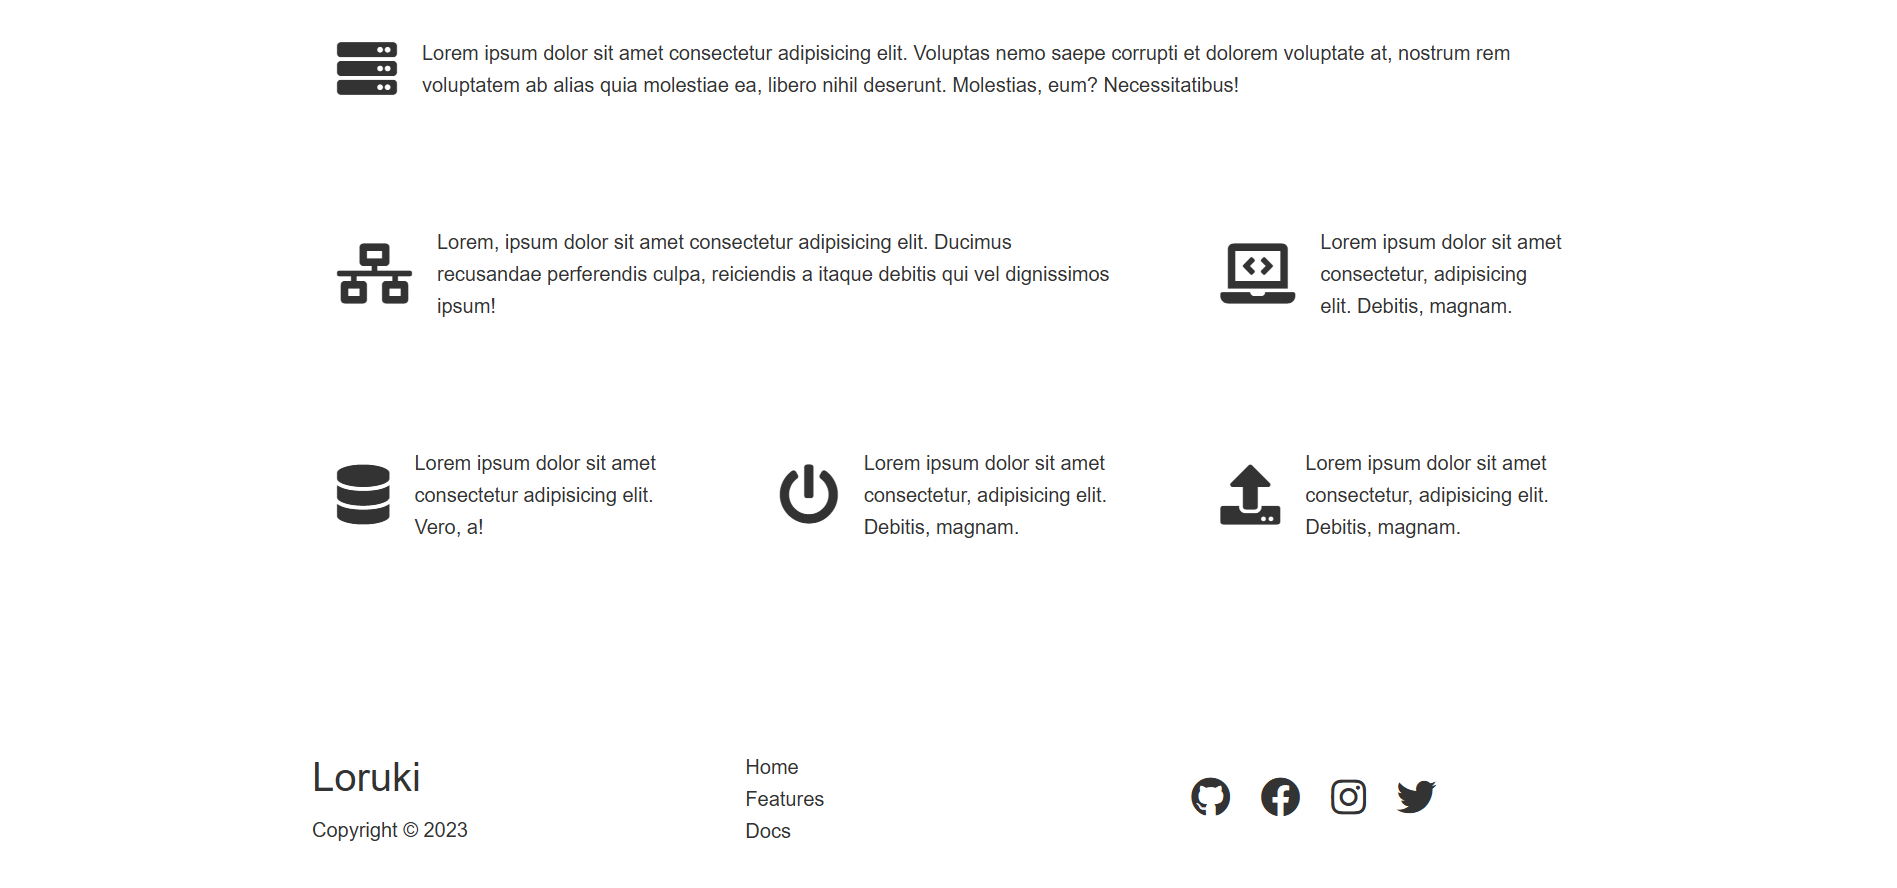 Lorem ipsum dolor sit amet consectetur adipisicing elit. Voluptas nemo saepe corrupti et dolorem voluptate at, nostrum rem
voluptatem ab alias quia molestiae ea, libero nihil deserunt. Molestias, eum? Necessitatibus!
Lorem, ipsum dolor sit amet consectetur adipisicing elit. Ducimus
recusandae perferendis culpa, reiciendis a itaque debitis qui vel dignissimos
ipsum!
Lorem ipsum dolor sit amet
consectetur, adipisicing
elit. Debitis, magnam.
Lorem ipsum dolor sit amet
consectetur adipisicing elit.
Vero, a!
Lorem ipsum dolor sit amet
consectetur, adipisicing elit.
Debitis, magnam.
Lorem ipsum dolor sit amet
consectetur, adipisicing elit.
Debitis, magnam.
Loruki
Copyright © 2023
Home
Features
Docs